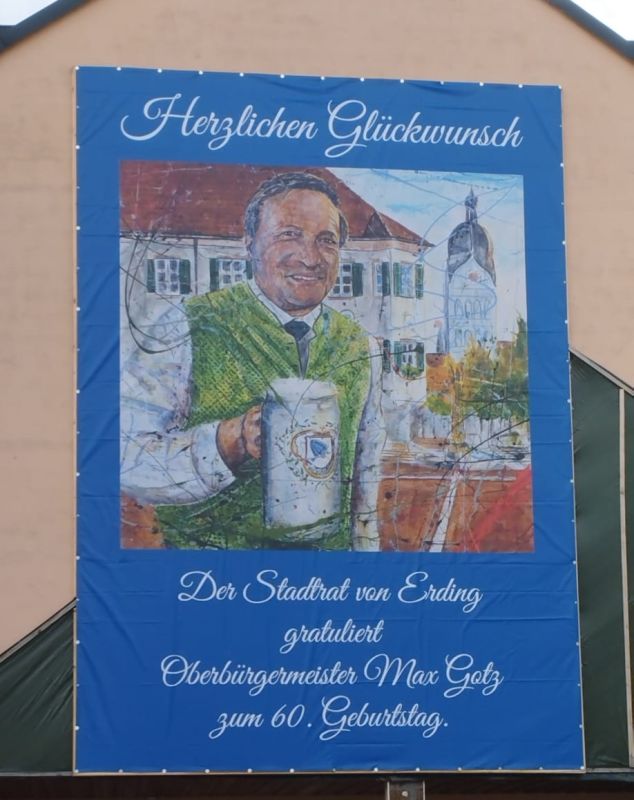 Herzlichen Glückwunsch
Der Stadtrat von Erding
gratuliert
Oberbürgermeister Max Gotz
zum 60. Geburtstag.